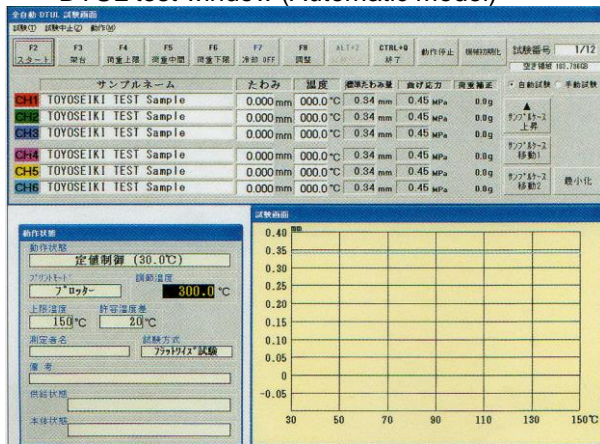 DTUL test window (Automatic model)
全自動 DTUL 試験画面
試験(T) 試験中止(Z) 動作(M)
F2 スタート
F3 架台
F4 荷重上限
F5 荷重中間
F6 荷重下限
F7 冷却 OFF
F8 調整
ALT+Z
CTRL+Q 終了
動作停止
機械初期化
試験番号 1/12
空き領域 103.796GB
サンプルネーム たわみ 温度 標準たわみ量 曲げ応力 荷重補正
自動試験 手動試験
CH1 TOYOSEIKI TEST Sample 0.000 mm 000.0 °C 0.34 mm 0.45 MPa 0.0g
CH2 TOYOSEIKI TEST Sample 0.000 mm 000.0 °C 0.34 mm 0.45 MPa 0.0g
CH3 TOYOSEIKI TEST Sample 0.000 mm 000.0 °C 0.34 mm 0.45 MPa 0.0g
CH4 TOYOSEIKI TEST Sample 0.000 mm 000.0 °C 0.34 mm 0.45 MPa 0.0g
CH5 TOYOSEIKI TEST Sample 0.000 mm 000.0 °C 0.34 mm 0.45 MPa 0.0g
CH6 TOYOSEIKI TEST Sample 0.000 mm 000.0 °C 0.34 mm 0.45 MPa 0.0g
▲
サンプルケース
上昇
サンプルケース
移動1
サンプルケース
移動2
最小化
動作状態
動作状態
定値制御 (30.0℃)
プリントモード 調節温度
プロッター 300.0 °C
上限温度 許容温度差
150 °C 20 °C
測定者名 試験方式
フラットワイズ試験
備 考
供給状態
本体状態
試験画面
mm
0.40
0.35
0.30
0.25
0.20
0.15
0.10
0.05
0
-0.05
30 50 70 90 110 130 150℃